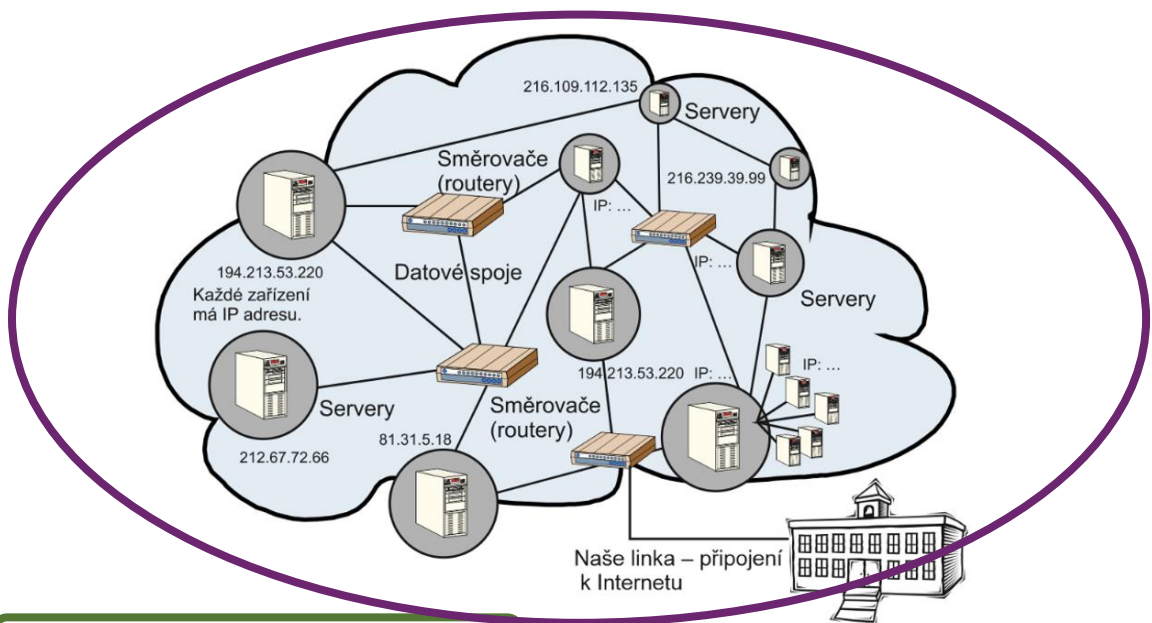 216.109.112.135
Servery
Směrovače
(routery)
216.239.39.99
IP: ...
IP: ...
194.213.53.220
Každé zařízení
má IP adresu.
Datové spoje
Servery
194.213.53.220
IP: ...
IP: ...
Servery
Směrovače
(routery)
81.31.5.18
212.67.72.66
Naše linka – připojení
k Internetu